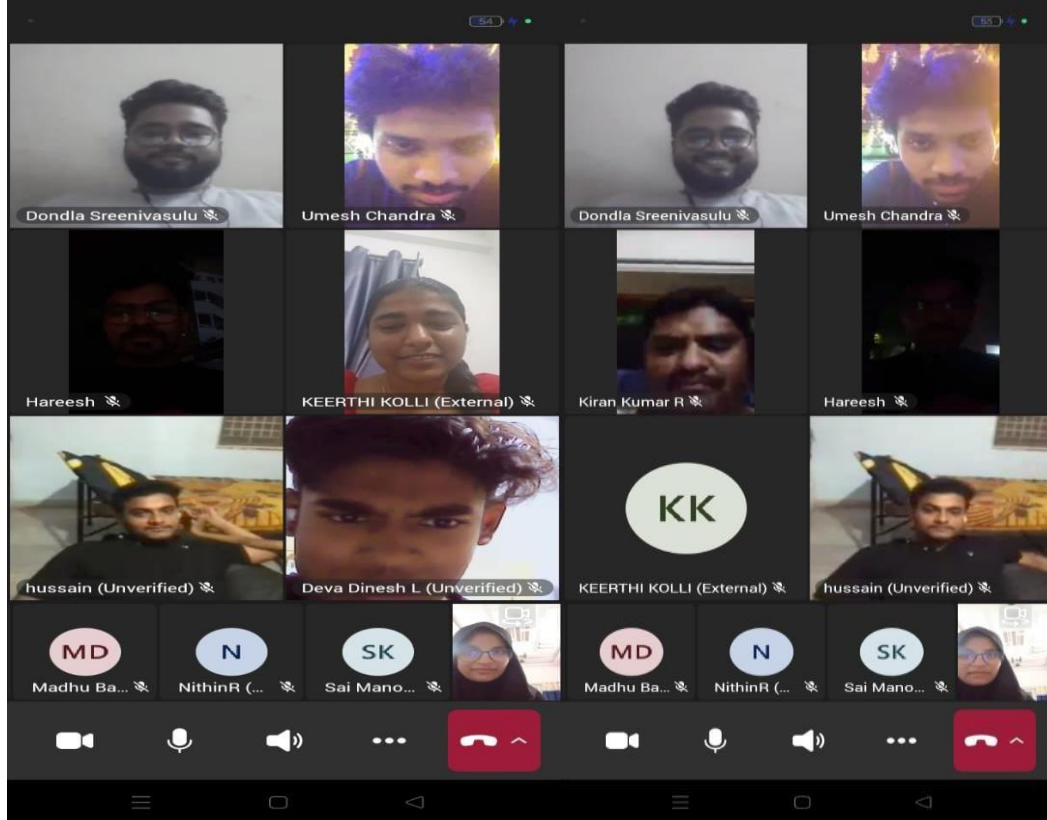 54
Dondla Sreenivasulu
Umesh Chandra
Hareesh
KEERTHI KOLLI (External)
hussain (Unverified)
Deva Dinesh L (Unverified)
MD
Madhu Ba...
N
NithinR (...
SK
Sai Mano...
Dondla Sreenivasulu
Umesh Chandra
Kiran Kumar R
Hareesh
KK
KEERTHI KOLLI (External)
hussain (Unverified)
MD
Madhu Ba...
N
NithinR (...
SK
Sai Mano...